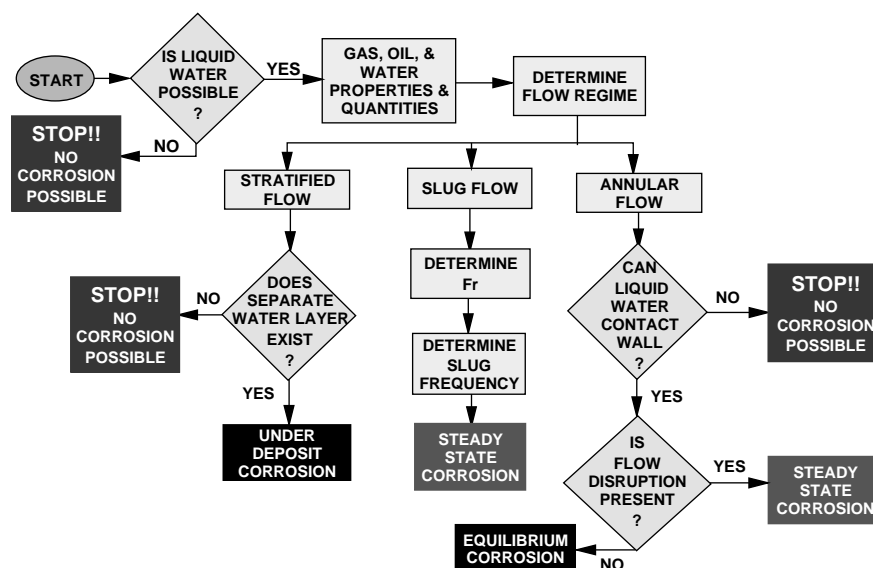 START
IS LIQUID
WATER
POSSIBLE
?
YES
GAS, OIL, &
WATER
PROPERTIES &
QUANTITIES
DETERMINE
FLOW REGIME
NO
STOP!!
NO
CORROSION
POSSIBLE
STRATIFIED
FLOW
SLUG FLOW
ANNULAR
FLOW
DOES
SEPARATE
WATER LAYER
EXIST
?
NO
STOP!!
NO
CORROSION
POSSIBLE
YES
UNDER
DEPOSIT
CORROSION
DETERMINE
Fr
DETERMINE
SLUG
FREQUENCY
STEADY
STATE
CORROSION
CAN
LIQUID
WATER
CONTACT
WALL
?
NO
STOP!!
NO
CORROSION
POSSIBLE
YES
IS
FLOW
DISRUPTION
PRESENT
?
YES
STEADY
STATE
CORROSION
NO
EQUILIBRIUM
CORROSION